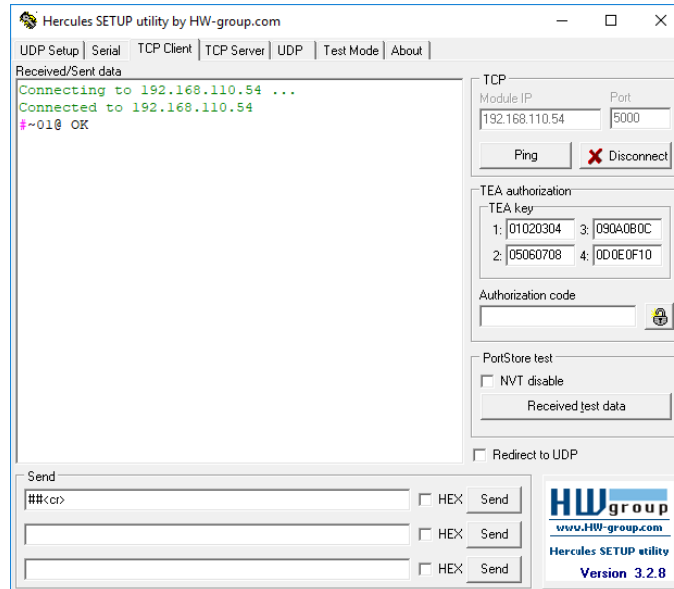 Hercules SETUP utility by HW-group.com
UDP Setup Serial TCP Client TCP Server UDP Test Mode About
Received/Sent data
Connecting to 192.168.110.54 ...
Connected to 192.168.110.54
#~01@ OK
TCP
Module IP Port
192.168.110.54 5000
Ping Disconnect
TEA authorization
TEA key
1: 01020304 3: 090A0B0C
2: 05060708 4: 0D0E0F10
Authorization code
PortStore test
NVT disable
Received test data
Redirect to UDP
Send
##<cr> HEX Send
HEX Send
HEX Send
HW group
www.HW-group.com
Hercules SETUP utility
Version 3.2.8